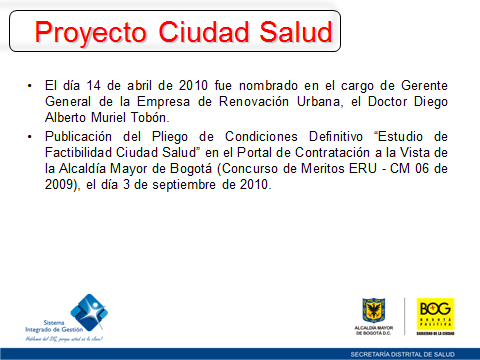 Proyecto Ciudad Salud
• El día 14 de abril de 2010 fue nombrado en el cargo de Gerente
General de la Empresa de Renovación Urbana, el Doctor Diego
Alberto Muriel Tobón.
• Publicación del Pliego de Condiciones Definitivo “Estudio de
Factibilidad Ciudad Salud” en el Portal de Contratación a la Vista de
la Alcaldía Mayor de Bogotá (Concurso de Meritos ERU - CM 06 de
2009), el día 3 de septiembre de 2010.
Sistema
Integrado de Gestión
ALCALDÍA MAYOR
DE BOGOTÁ D.C.
BOG
BOGOTÁ
POSITIVA
GOBIERNO DE LA CIUDAD
SECRETARÍA DISTRITAL DE SALUD